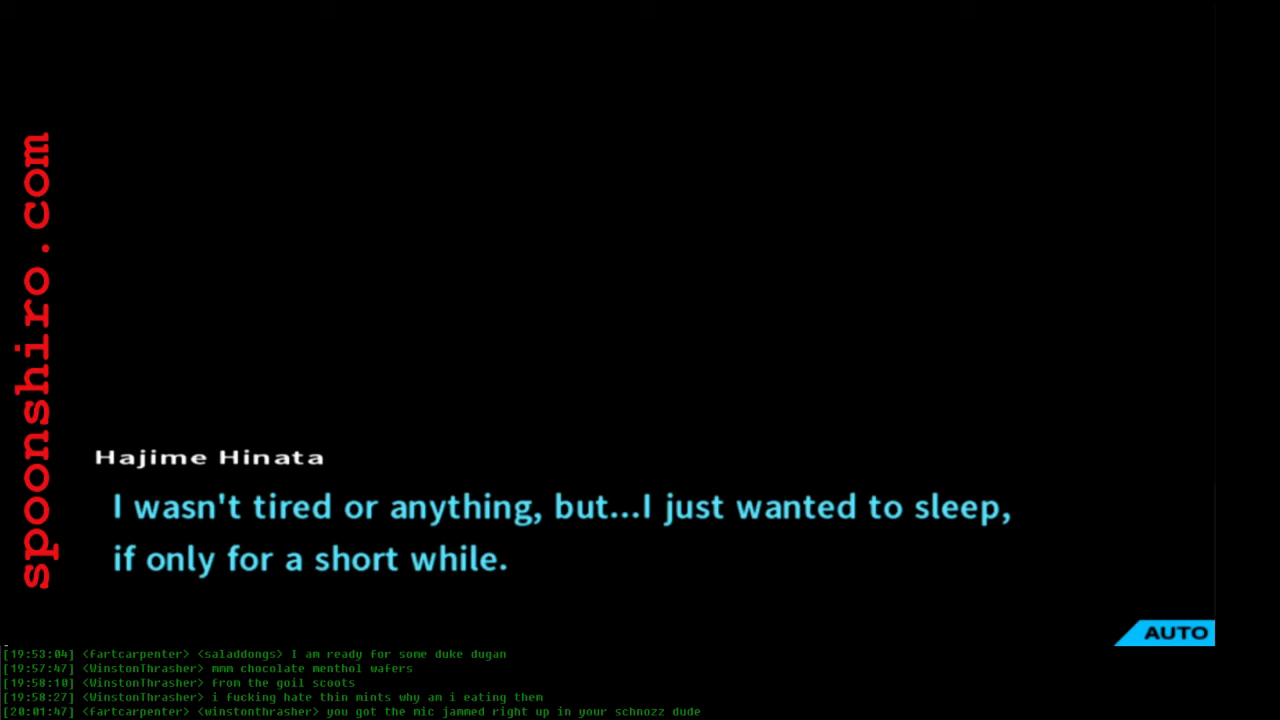 spoonshiro.com
Hajime Hinata
I wasn't tired or anything, but...I just wanted to sleep,
if only for a short while.
AUTO
[19:53:04] <fartcarpenter> <saladdongs> I am ready for some duke dugan
[19:57:47] <WinstonThrasher> mmm chocolate menthol wafers
[19:58:10] <WinstonThrasher> from the goil scoots
[19:58:27] <WinstonThrasher> i fucking hate thin mints why am i eating them
[20:01:47] <fartcarpenter> <winstonthrasher> you got the mic jammed right up in your schnozz dude